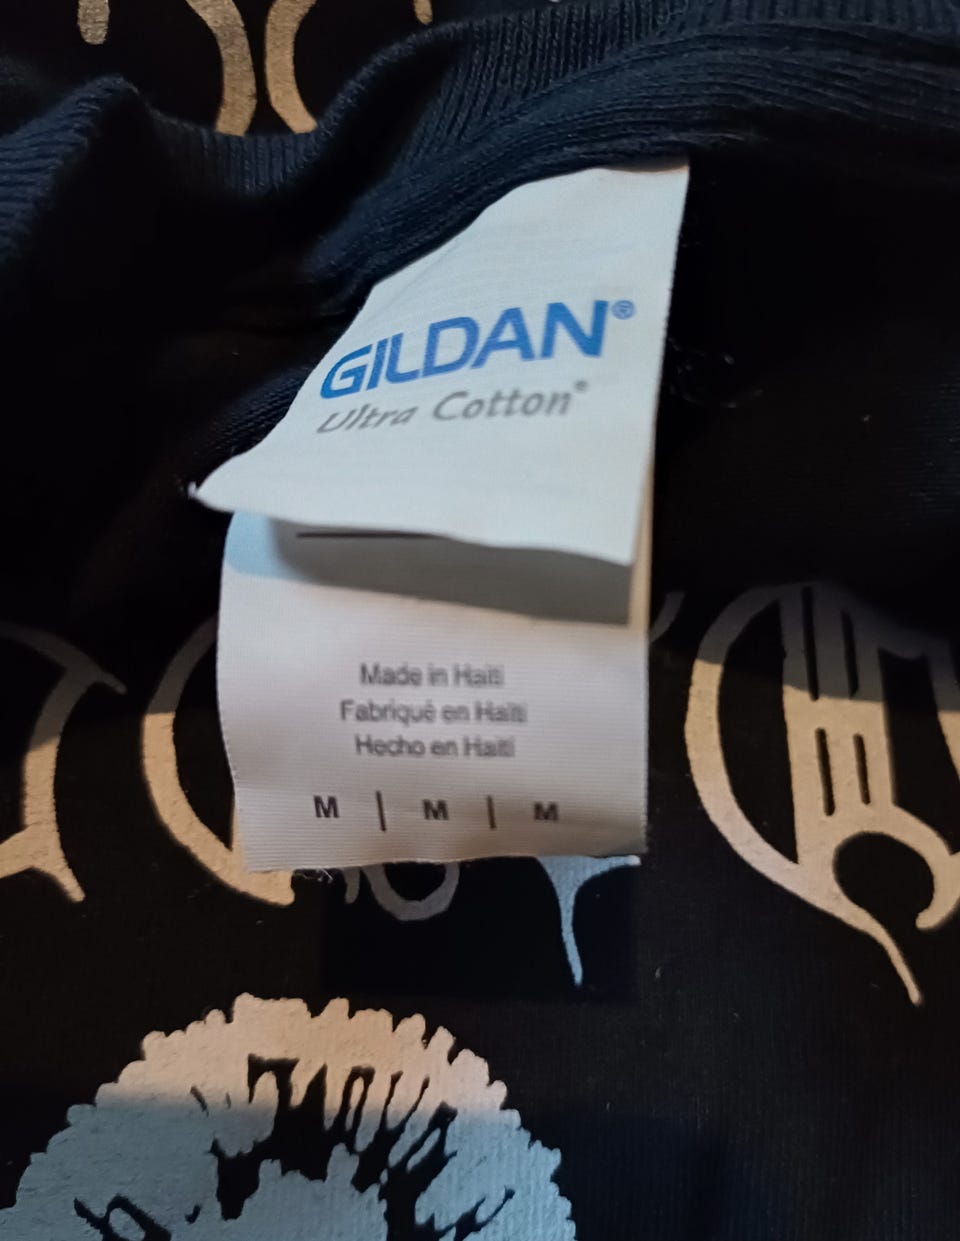 GILDAN®
Ultra Cotton®
Made in Haiti
Fabriqué en Haïti
Hecho en Haití
M | M | M